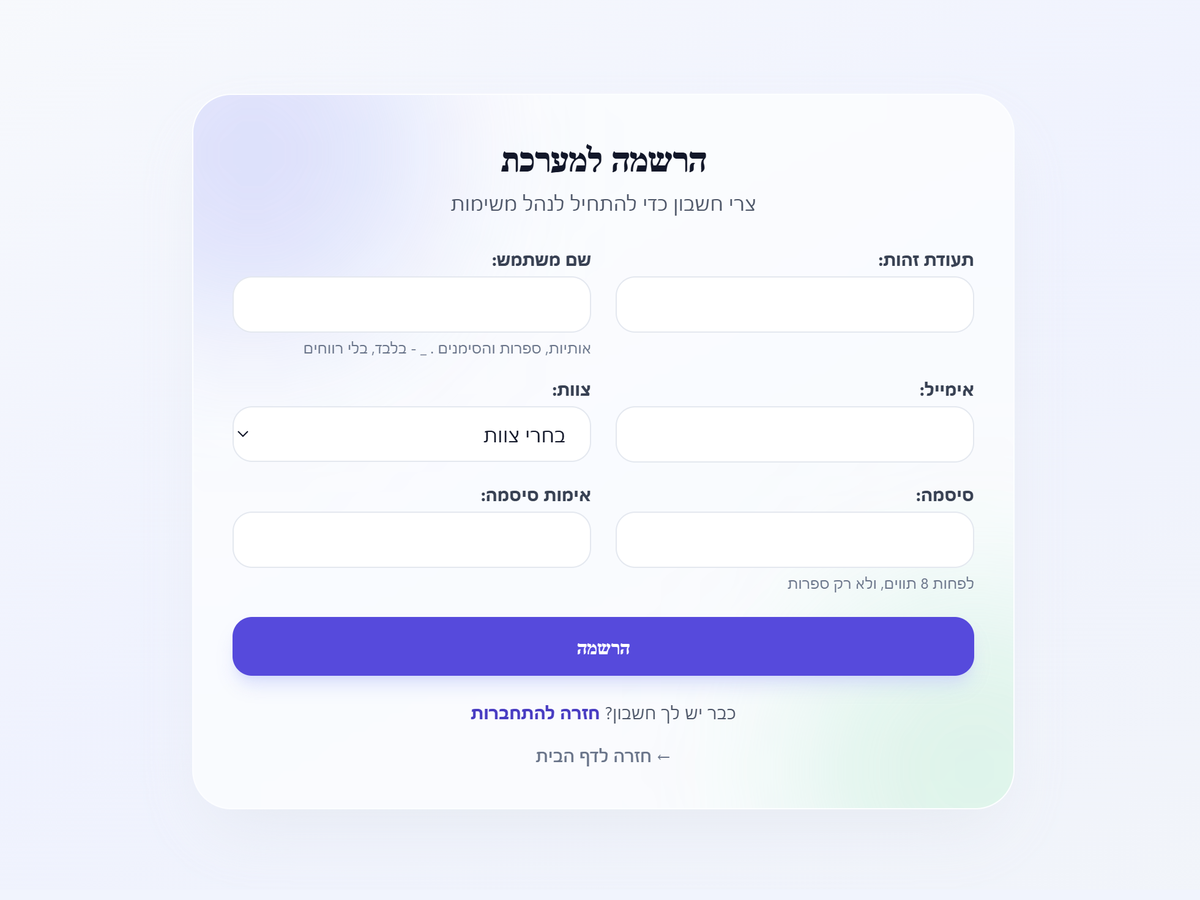 הרשמה למערכת
צרי חשבון כדי להתחיל לנהל משימות
תעודת זהות:
שם משתמש:
אותיות, ספרות והסימנים . _ - בלבד, בלי רווחים
אימייל:
צוות:
בחרי צוות
סיסמה:
אימות סיסמה:
לפחות 8 תווים, ולא רק ספרות
הרשמה
כבר יש לך חשבון? חזרה להתחברות
← חזרה לדף הבית